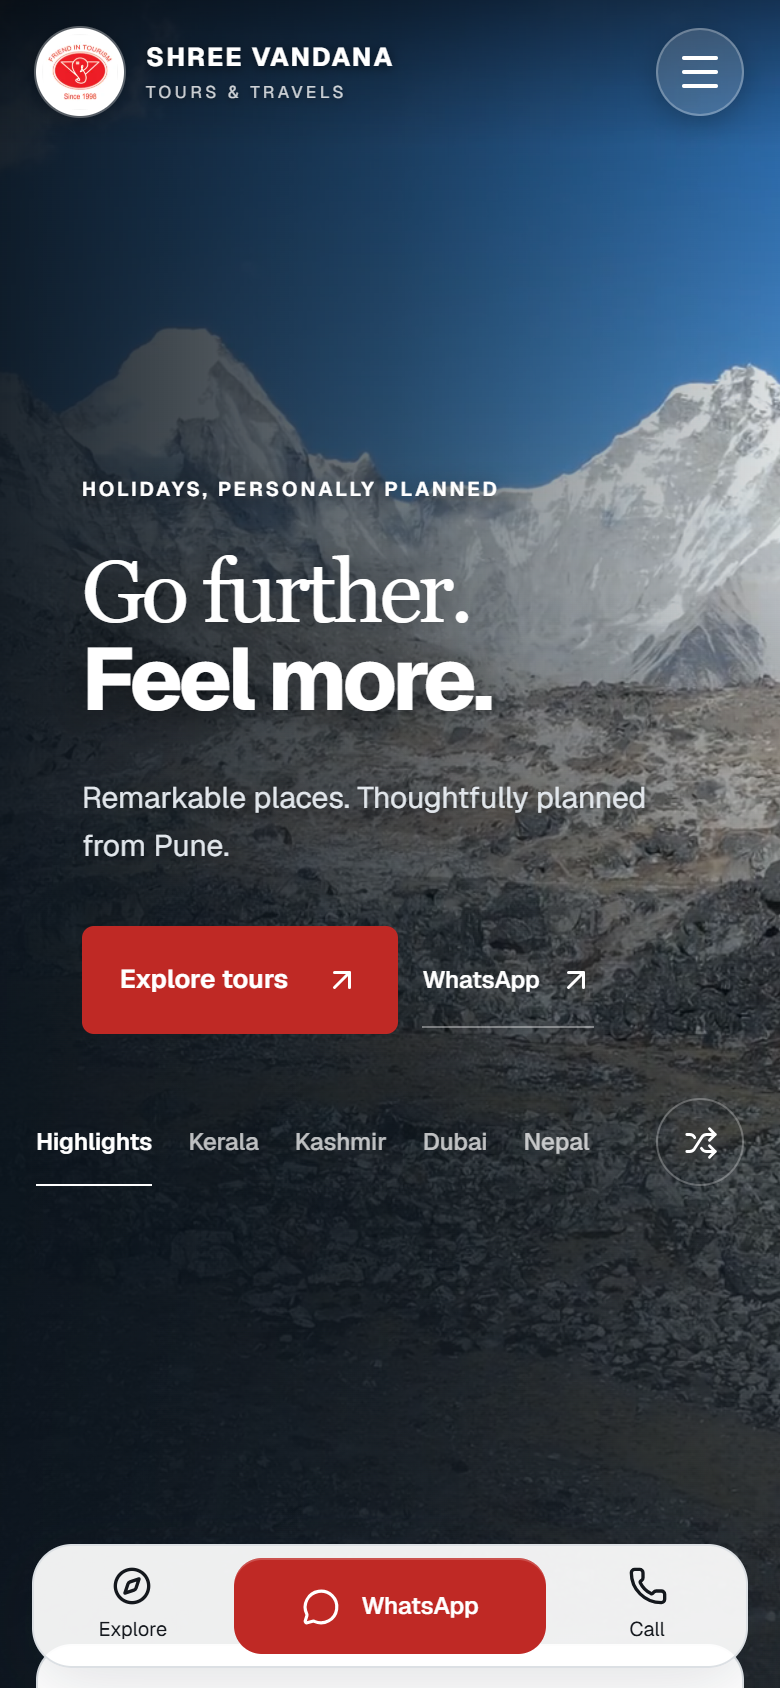 FRIEND IN TOURISM
Since 1998
SHREE VANDANA
TOURS & TRAVELS
HOLIDAYS, PERSONALLY PLANNED
Go further.
Feel more.
Remarkable places. Thoughtfully planned
from Pune.
Explore tours
WhatsApp
Highlights
Kerala
Kashmir
Dubai
Nepal
Explore
WhatsApp
Call